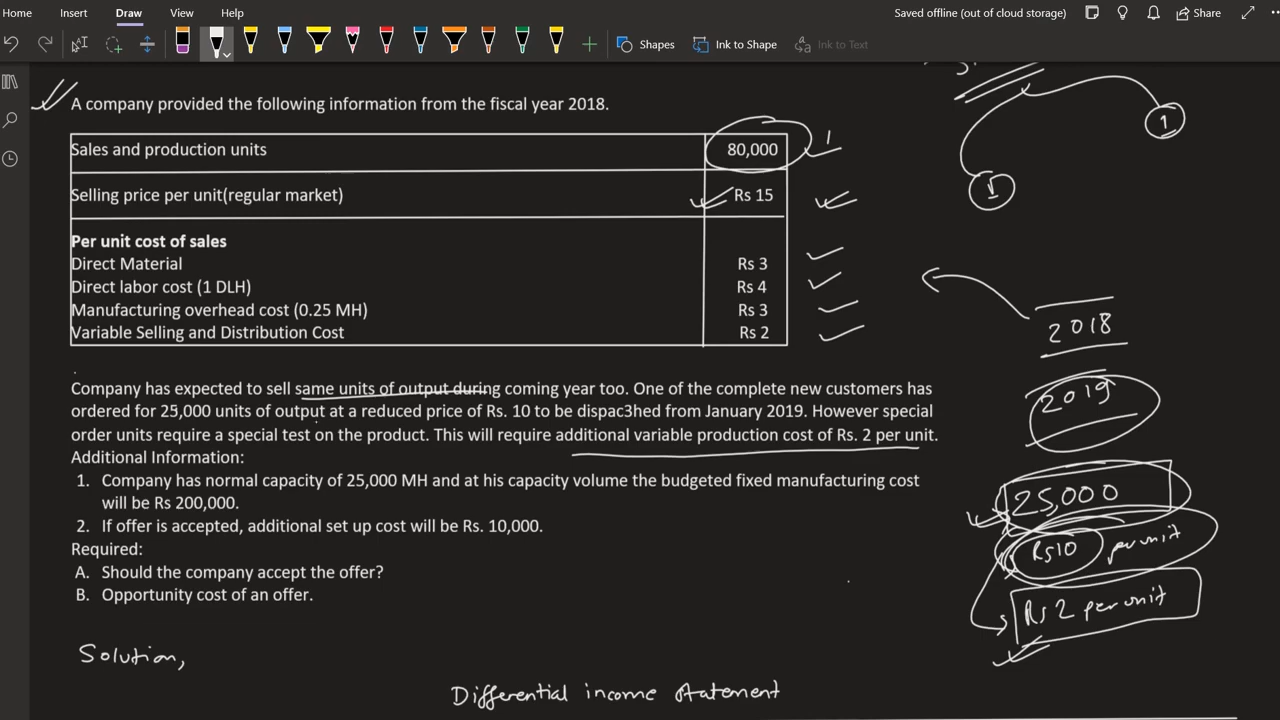 Home Insert Draw View Help Saved offline (out of cloud storage) Share
Shapes Ink to Shape Ink to Text
A company provided the following information from the fiscal year 2018.
Sales and production units 80,000
Selling price per unit(regular market) Rs 15
Per unit cost of sales
Direct Material Rs 3
Direct labor cost (1 DLH) Rs 4
Manufacturing overhead cost (0.25 MH) Rs 3
Variable Selling and Distribution Cost Rs 2
1
1
2018
2019
Company has expected to sell same units of output during coming year too. One of the complete new customers has
ordered for 25,000 units of output at a reduced price of Rs. 10 to be dispac3hed from January 2019. However special
order units require a special test on the product. This will require additional variable production cost of Rs. 2 per unit.
Additional Information:
1. Company has normal capacity of 25,000 MH and at his capacity volume the budgeted fixed manufacturing cost
will be Rs 200,000.
2. If offer is accepted, additional set up cost will be Rs. 10,000.
Required:
A. Should the company accept the offer?
B. Opportunity cost of an offer.
25,000
Rs10 per unit
Rs 2 per unit
Solution,
Differential income statement